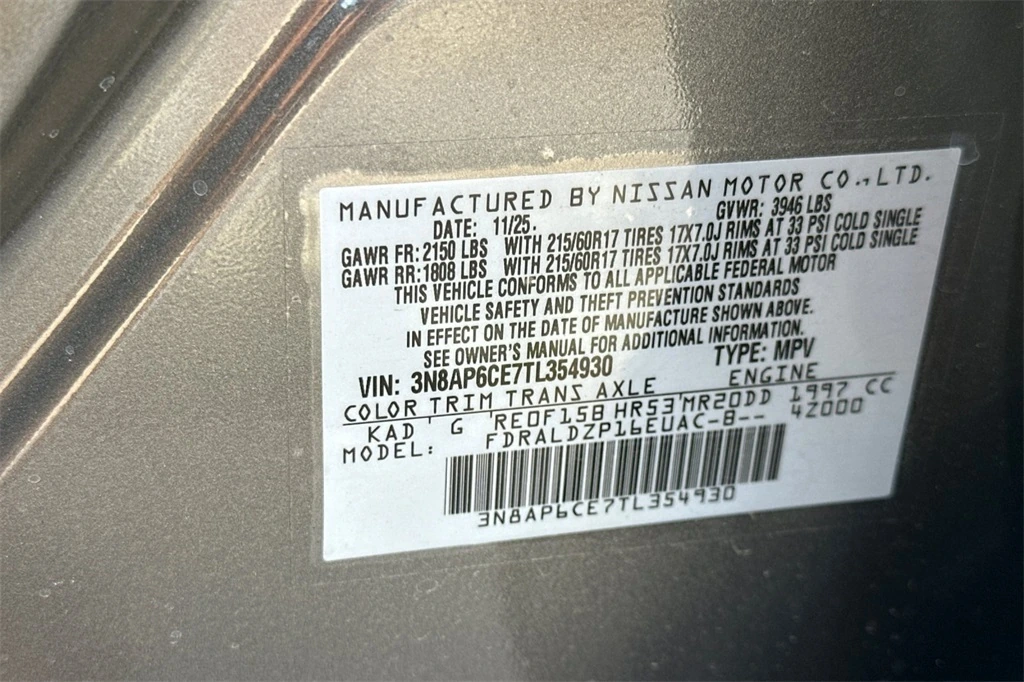 MANUFACTURED BY NISSAN MOTOR CO.,LTD.
DATE: 11/25. GVWR: 3946 LBS
GAWR FR: 2150 LBS WITH 215/60R17 TIRES 17X7.0J RIMS AT 33 PSI COLD SINGLE
GAWR RR: 1808 LBS WITH 215/60R17 TIRES 17X7.0J RIMS AT 33 PSI COLD SINGLE
THIS VEHICLE CONFORMS TO ALL APPLICABLE FEDERAL MOTOR
VEHICLE SAFETY AND THEFT PREVENTION STANDARDS
IN EFFECT ON THE DATE OF MANUFACTURE SHOWN ABOVE.
SEE OWNER'S MANUAL FOR ADDITIONAL INFORMATION.
VIN: 3N8AP6CE7TL354930 TYPE: MPV
COLOR TRIM TRANS AXLE ENGINE
KAD G RE0F15B HR53 MR20DD 1997 CC
MODEL: FDRALDZP16EUAC-B-- 4Z000
3N8AP6CE7TL354930